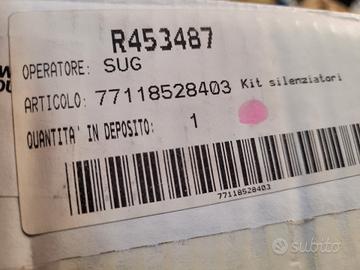 R453487
OPERATORE: SUG
ARTICOLO: 77118528403 Kit silenziatori
QUANTITA' IN DEPOSITO: 1
77118528403
subito